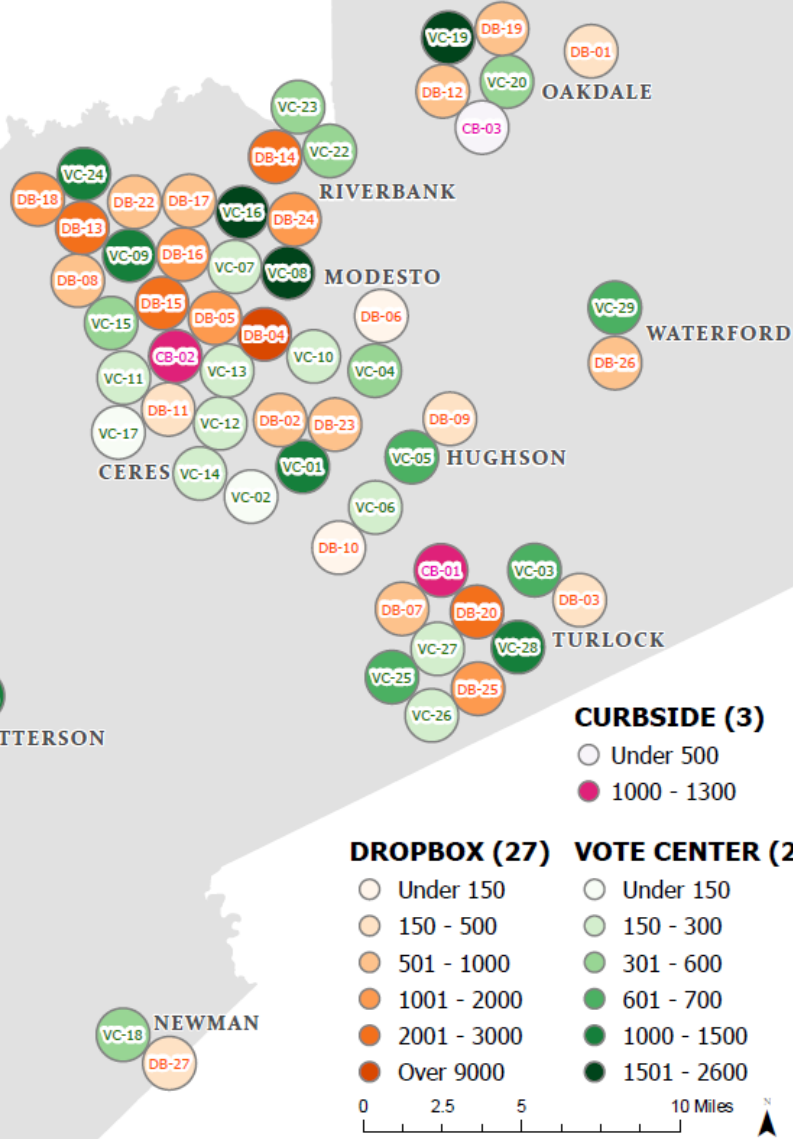 VC-19
DB-19
DB-01
DB-12
VC-20
OAKDALE
CB-03
VC-23
DB-14
VC-22
RIVERBANK
VC-24
DB-18
DB-22
DB-17
VC-16
DB-24
DB-13
VC-09
DB-16
VC-07
VC-08
MODESTO
DB-08
DB-15
DB-05
DB-04
DB-06
VC-15
VC-29
WATERFORD
DB-26
CB-02
VC-13
VC-10
VC-04
VC-11
DB-11
VC-12
DB-02
DB-23
DB-09
VC-17
VC-05
HUGHSON
CERES
VC-14
VC-01
VC-02
VC-06
DB-10
CB-01
VC-03
DB-07
DB-20
DB-03
TURLOCK
VC-27
VC-28
VC-25
DB-25
VC-26
TTERSON
CURBSIDE (3)
Under 500
1000 - 1300
DROPBOX (27)
Under 150
150 - 500
501 - 1000
1001 - 2000
2001 - 3000
Over 9000
VOTE CENTER (2
Under 150
150 - 300
301 - 600
601 - 700
1000 - 1500
1501 - 2600
VC-18
NEWMAN
DB-27
0 2.5 5 10 Miles
N